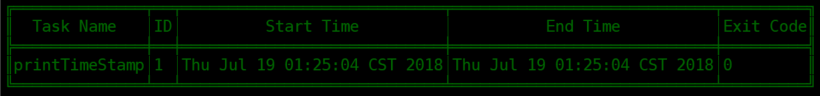 Task Name ID Start Time End Time Exit Code
printTimeStamp 1 Thu Jul 19 01:25:04 CST 2018 Thu Jul 19 01:25:04 CST 2018 0